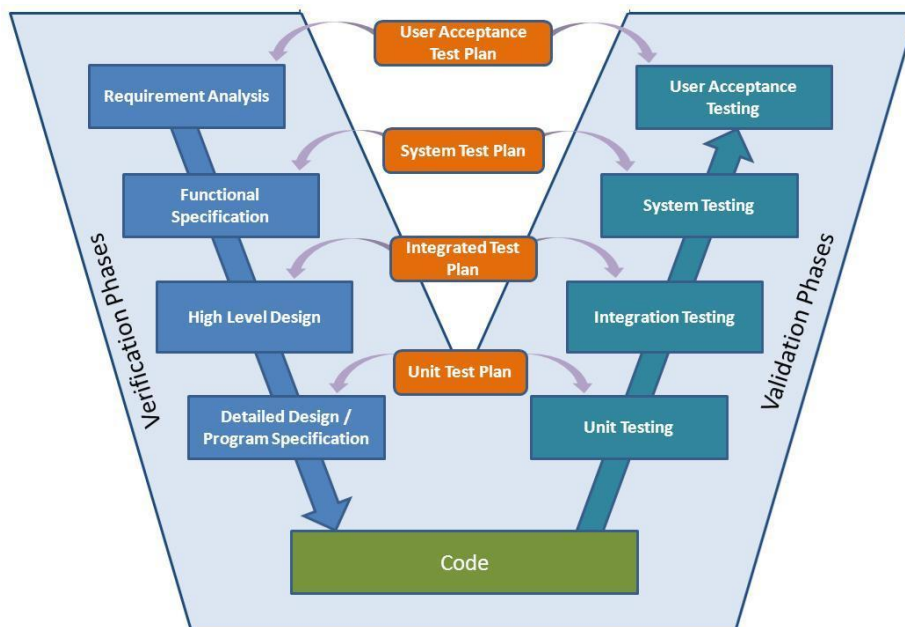 User Acceptance
Test Plan
Requirement Analysis
User Acceptance
Testing
System Test Plan
Functional
Specification
System Testing
Integrated Test
Plan
High Level Design
Integration Testing
Unit Test Plan
Detailed Design /
Program Specification
Unit Testing
Verification Phases
Validation Phases
Code